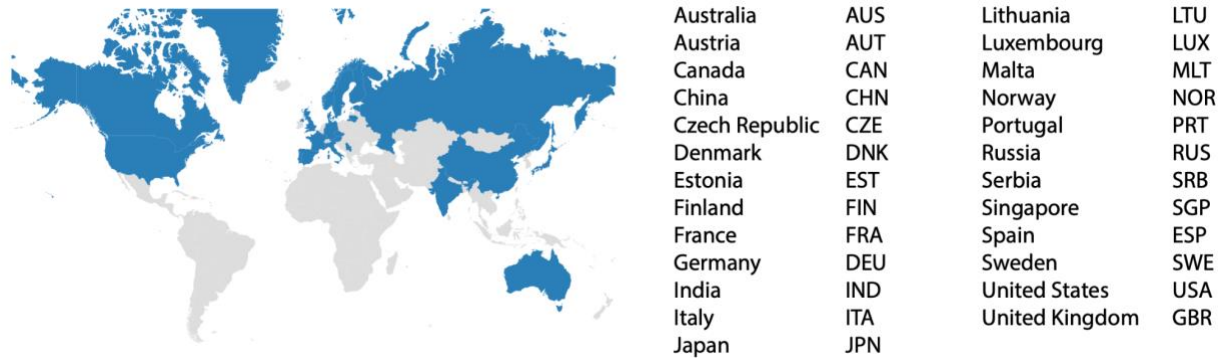 Australia AUS Lithuania LTU
Austria AUT Luxembourg LUX
Canada CAN Malta MLT
China CHN Norway NOR
Czech Republic CZE Portugal PRT
Denmark DNK Russia RUS
Estonia EST Serbia SRB
Finland FIN Singapore SGP
France FRA Spain ESP
Germany DEU Sweden SWE
India IND United States USA
Italy ITA United Kingdom GBR
Japan JPN